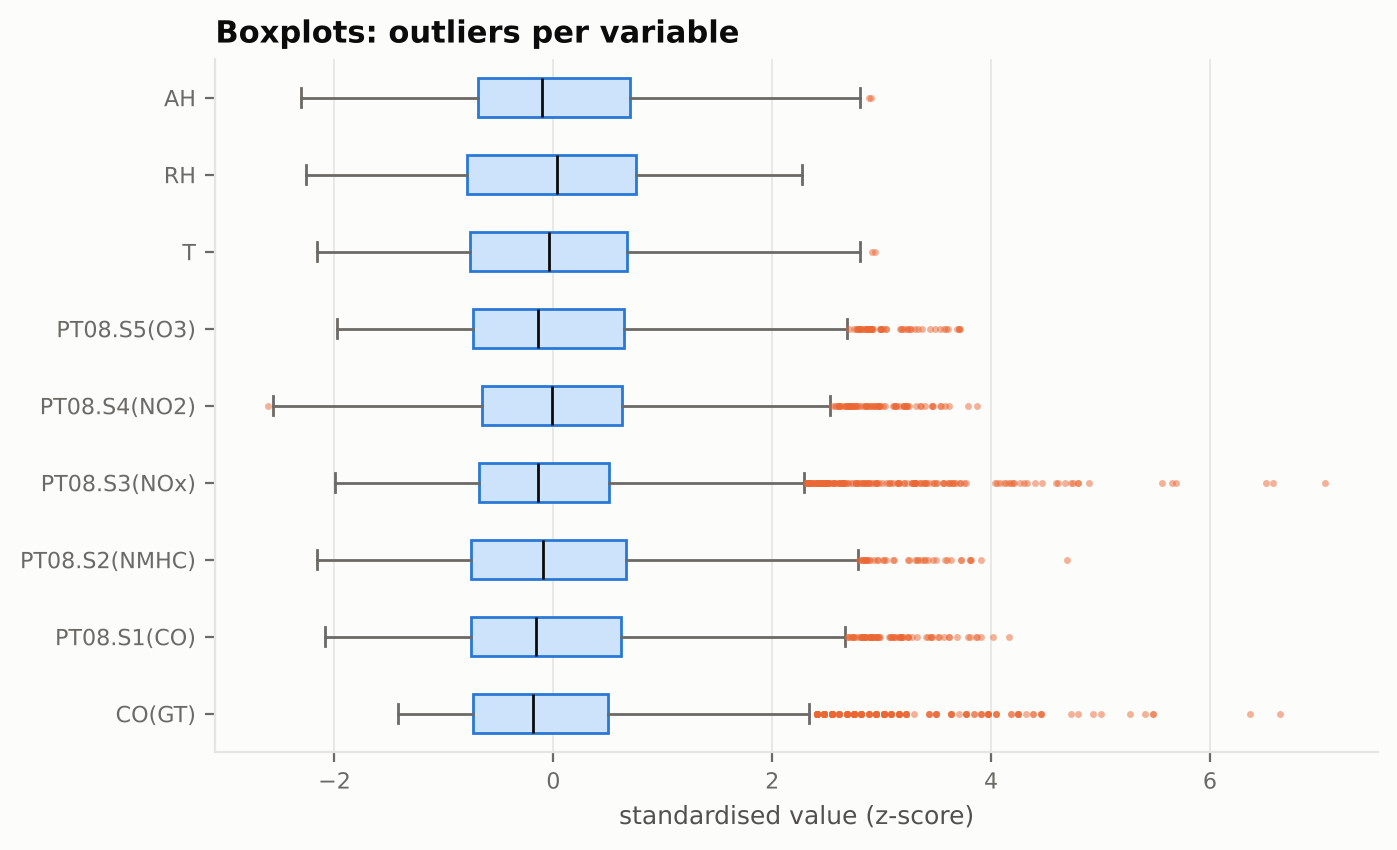 Boxplots: outliers per variable
AH
RH
T
PT08.S5(O3)
PT08.S4(NO2)
PT08.S3(NOx)
PT08.S2(NMHC)
PT08.S1(CO)
CO(GT)
−2 0 2 4 6
standardised value (z-score)